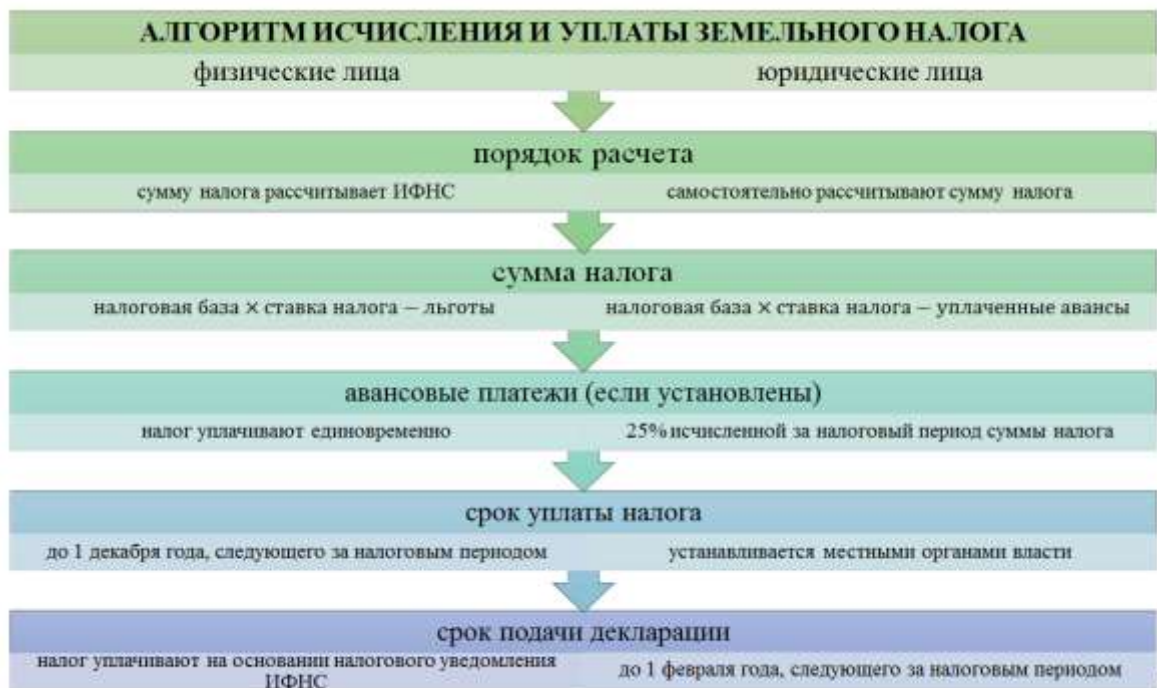 АЛГОРИТМ ИСЧИСЛЕНИЯ И УПЛАТЫ ЗЕМЕЛЬНОГО НАЛОГА
физические лица
юридические лица
порядок расчета
сумму налога рассчитывает ИФНС
самостоятельно рассчитывают сумму налога
сумма налога
налоговая база × ставка налога – льготы
налоговая база × ставка налога – уплаченные авансы
авансовые платежи (если установлены)
налог уплачивают единовременно
25% исчисленной за налоговый период суммы налога
срок уплаты налога
до 1 декабря года, следующего за налоговым периодом
устанавливается местными органами власти
срок подачи декларации
налог уплачивают на основании налогового уведомления
ИФНС
до 1 февраля года, следующего за налоговым периодом